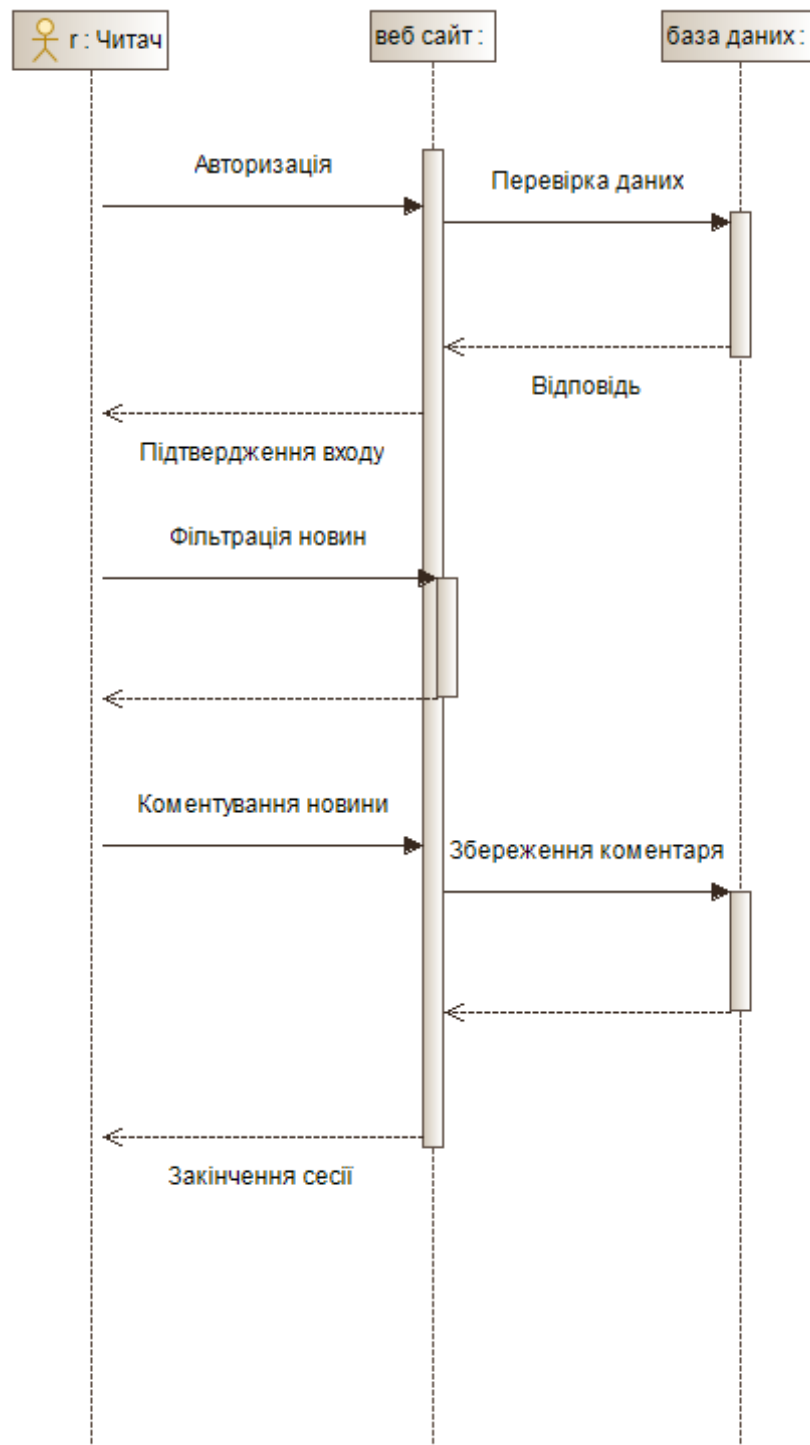 r : Читач
веб сайт :
база даних :
Авторизація
Перевірка даних
Відповідь
Підтвердження входу
Фільтрація новин
Коментування новини
Збереження коментаря
Закінчення сесії